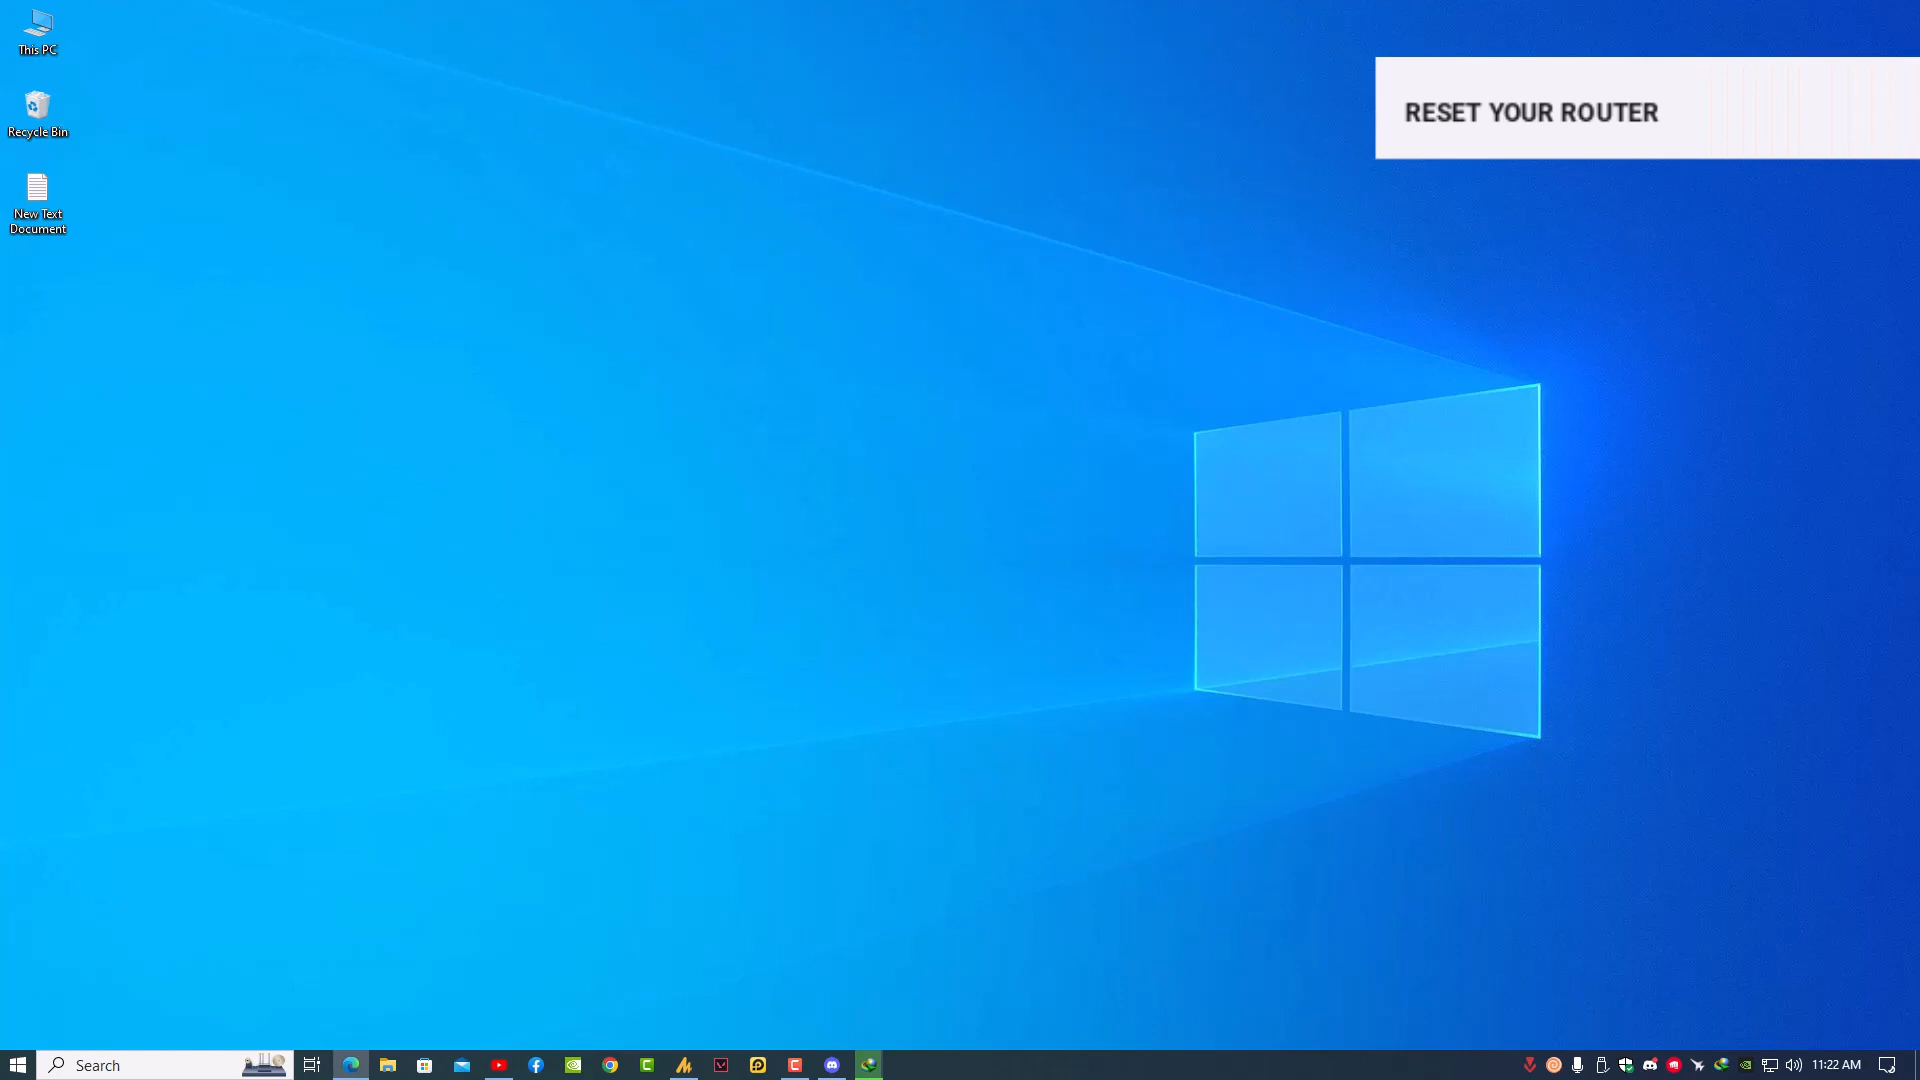 This PC
RESET YOUR ROUTER
Recycle Bin
New Text
Document
Search
11:22 AM